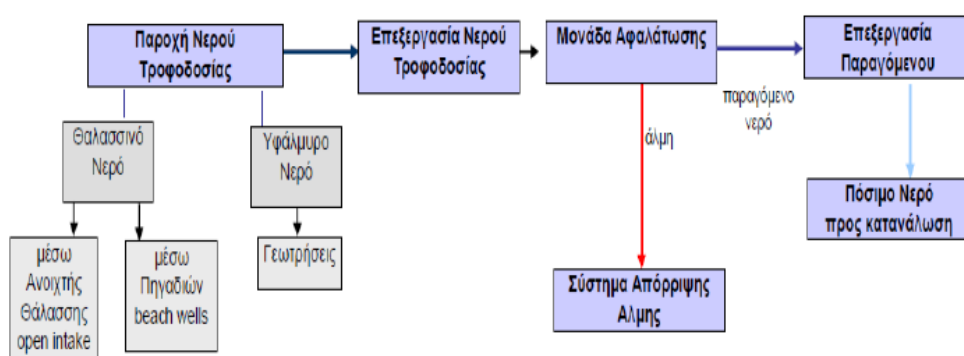 Παροχή Νερού
Τροφοδοσίας
Επεξεργασία Νερού
Τροφοδοσίας
Μονάδα Αφαλάτωσης
Επεξεργασία
Παραγόμενου
παραγόμενο
νερό
άλμη
Θαλασσινό
Νερό
Υφάλμυρο
Νερό
Πόσιμο Νερό
προς κατανάλωση
μέσω
Ανοιχτής
Θάλασσης
open intake
μέσω
Πηγαδιών
beach wells
Γεωτρήσεις
Σύστημα Απόρριψης
Αλμης